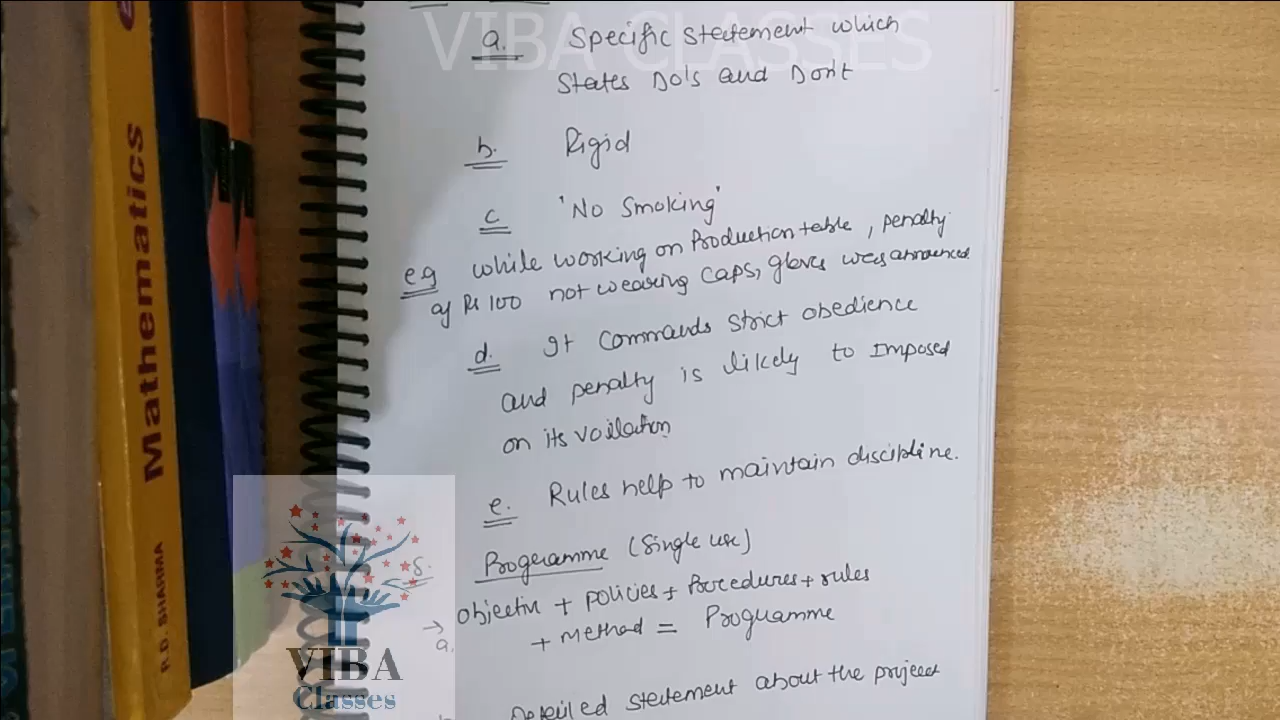 VIBA CLASSES
a. Specific statement which
States Do's and Don't
b. Rigid
c 'No Smoking'
e.g while working on Production table, penalty
of Rs 100 not wearing caps, gloves was announced
d. It Commands strict obedience
and penalty is likely to Imposed
on its voilation
e. Rules help to maintain discipline.
8. Programme (Single use)
→ a. objective + policies + Procedures + rules
+ method = Programme
Detailed statement about the project
Mathematics
R.D. SHARMA
VIBA
Classes